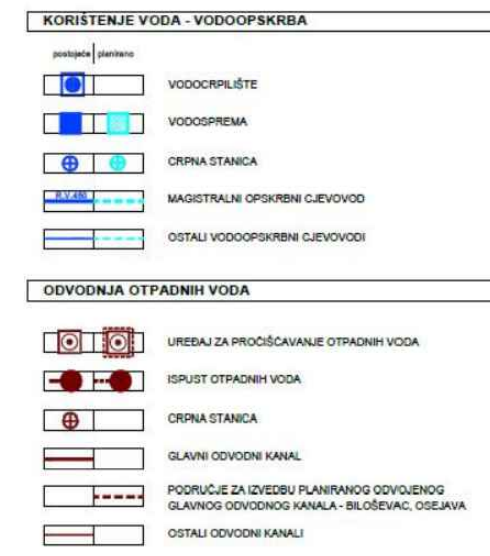 KORIŠTENJE VODA - VODOOPSKRBA
postojeće planirano
VODOCRPILIŠTE
VODOSPREMA
CRPNA STANICA
R.V.450 MAGISTRALNI OPSKRBNI CJEVOVOD
OSTALI VODOOPSKRBNI CJEVOVODI
ODVODNJA OTPADNIH VODA
UREĐAJ ZA PROČIŠĆAVANJE OTPADNIH VODA
ISPUST OTPADNIH VODA
CRPNA STANICA
GLAVNI ODVODNI KANAL
PODRUČJE ZA IZVEDBU PLANIRANOG ODVOJENOG
GLAVNOG ODVODNOG KANALA - BILOŠEVAC, OSEJAVA
OSTALI ODVODNI KANALI